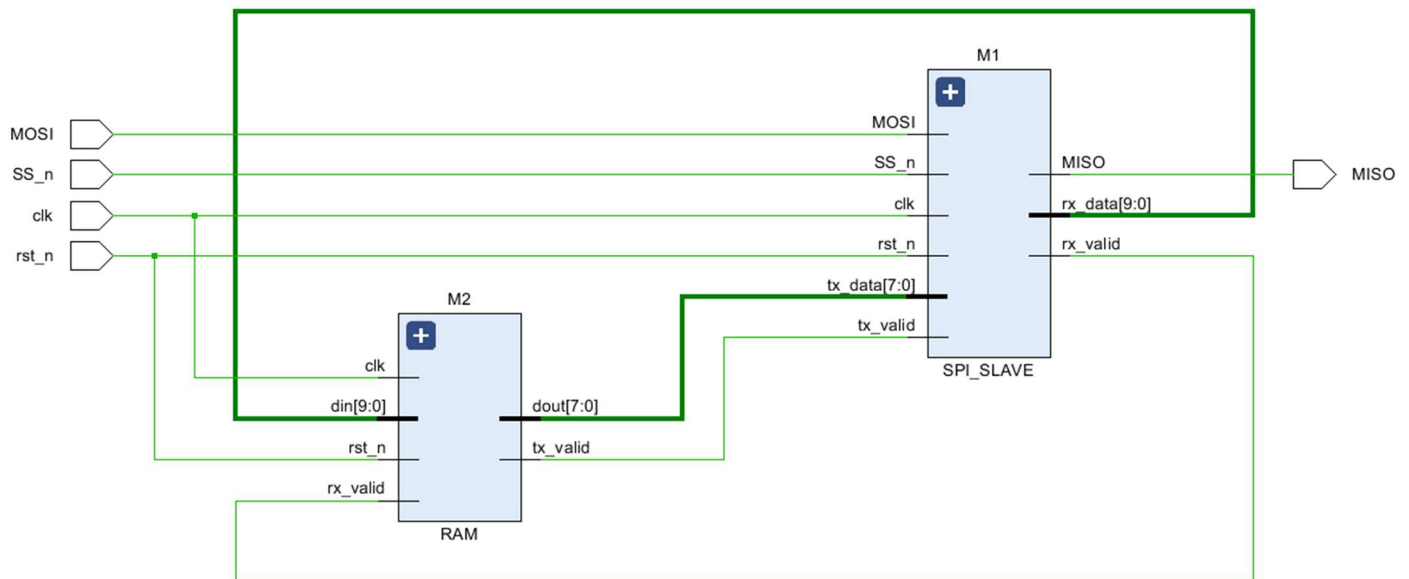 M1
MOSI
MOSI
SS_n
SS_n
MISO
MISO
clk
clk
rx_data[9:0]
rst_n
rst_n
rx_valid
tx_data[7:0]
M2
tx_valid
clk
SPI_SLAVE
din[9:0]
dout[7:0]
rst_n
tx_valid
rx_valid
RAM